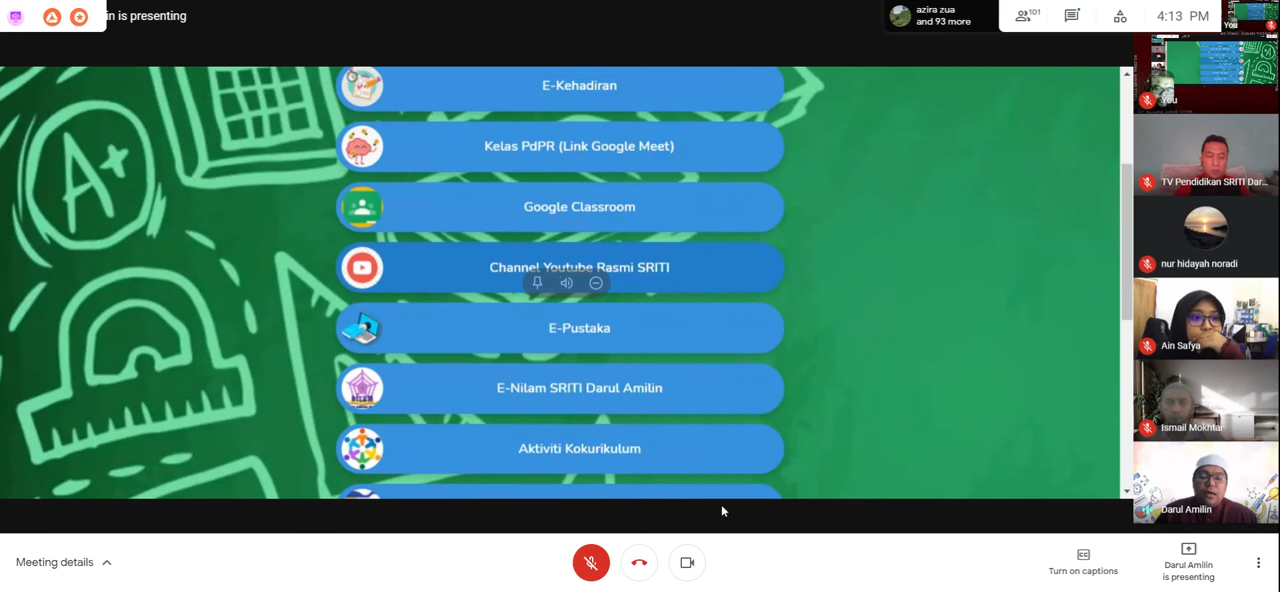 in is presenting
azira zua
and 93 more
101
4:13 PM
You
E-Kehadiran
A+
Kelas PdPR (Link Google Meet)
Google Classroom
Channel Youtube Rasmi SRITI
E-Pustaka
E-Nilam SRITI Darul Amilin
Aktiviti Kokurikulum
You
TV Pendidikan SRITI Dar...
nur hidayah noradi
Ain Safya
Ismail Mokhtar
Darul Amilin
Meeting details
CC
Turn on captions
Darul Amilin
is presenting